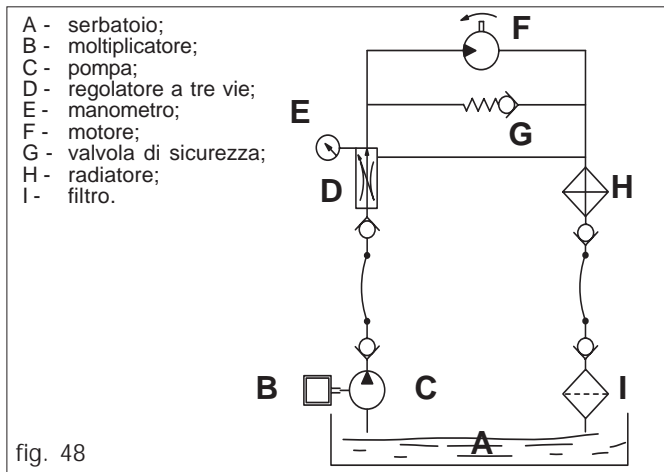 A - serbatoio;
B - moltiplicatore;
C - pompa;
D - regolatore a tre vie;
E - manometro;
F - motore;
G - valvola di sicurezza;
H - radiatore;
I - filtro.
F
E
G
D
H
B
C
I
A
fig. 48